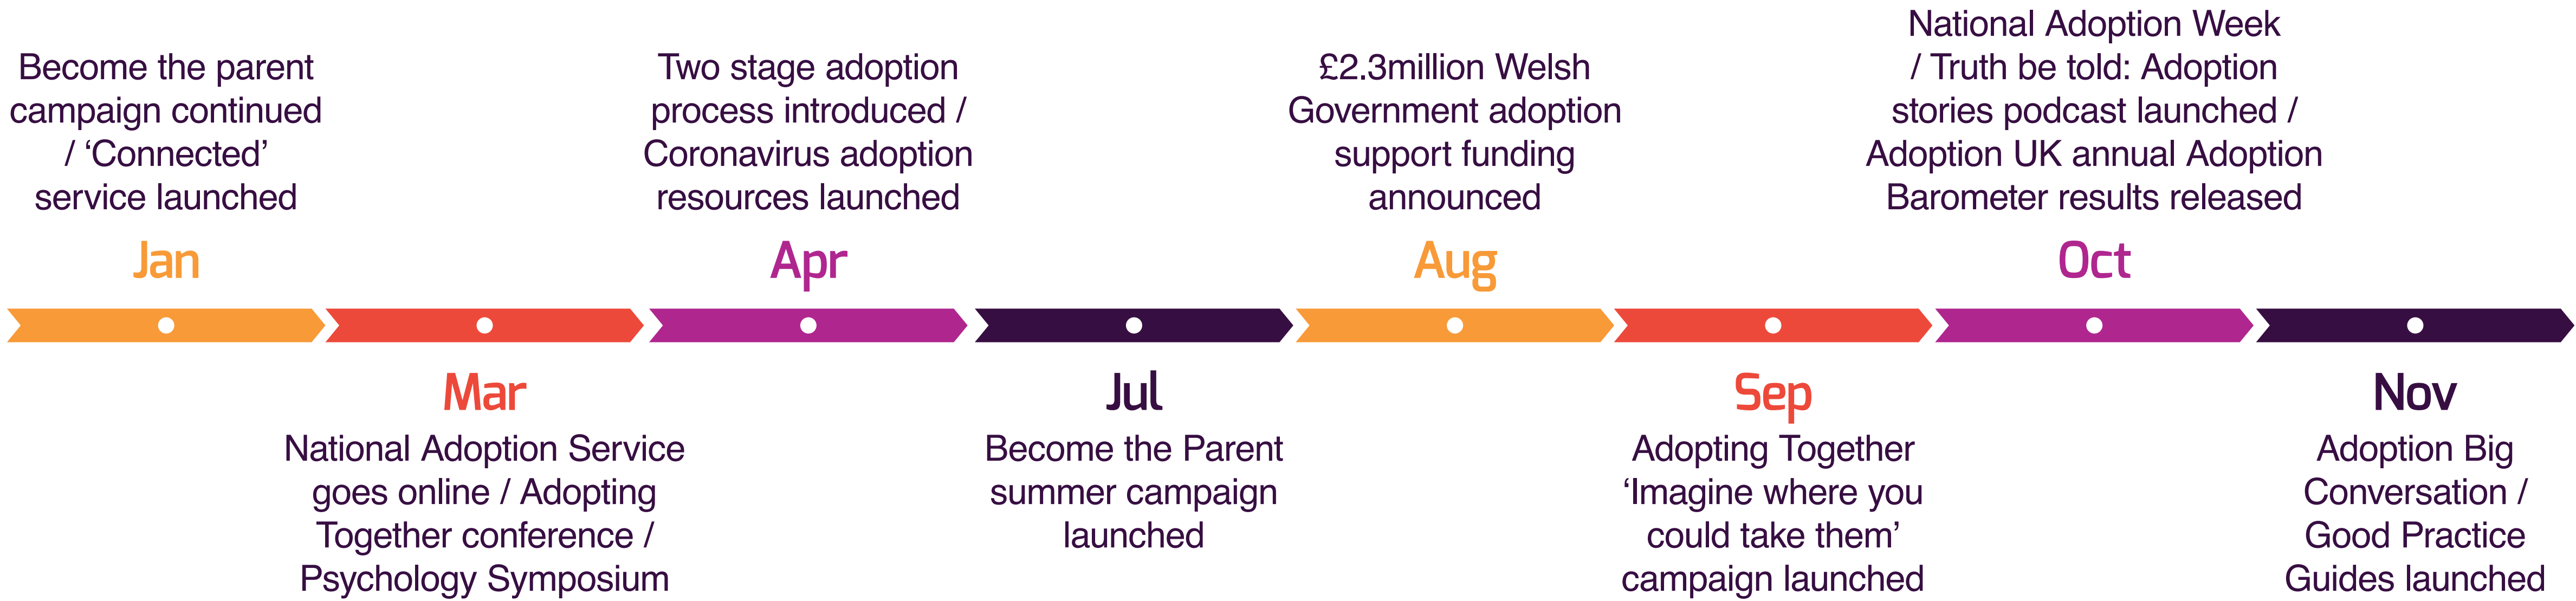 Become the parent
campaign continued
/ ‘Connected’
service launched
Jan
National Adoption Service
goes online / Adopting
Together conference /
Psychology Symposium
Mar
Two stage adoption
process introduced /
Coronavirus adoption
resources launched
Apr
Jul
Become the Parent
summer campaign
launched
£2.3million Welsh
Government adoption
support funding
announced
Aug
Sep
Adopting Together
‘Imagine where you
could take them’
campaign launched
National Adoption Week
/ Truth be told: Adoption
stories podcast launched /
Adoption UK annual Adoption
Barometer results released
Oct
Nov
Adoption Big
Conversation /
Good Practice
Guides launched